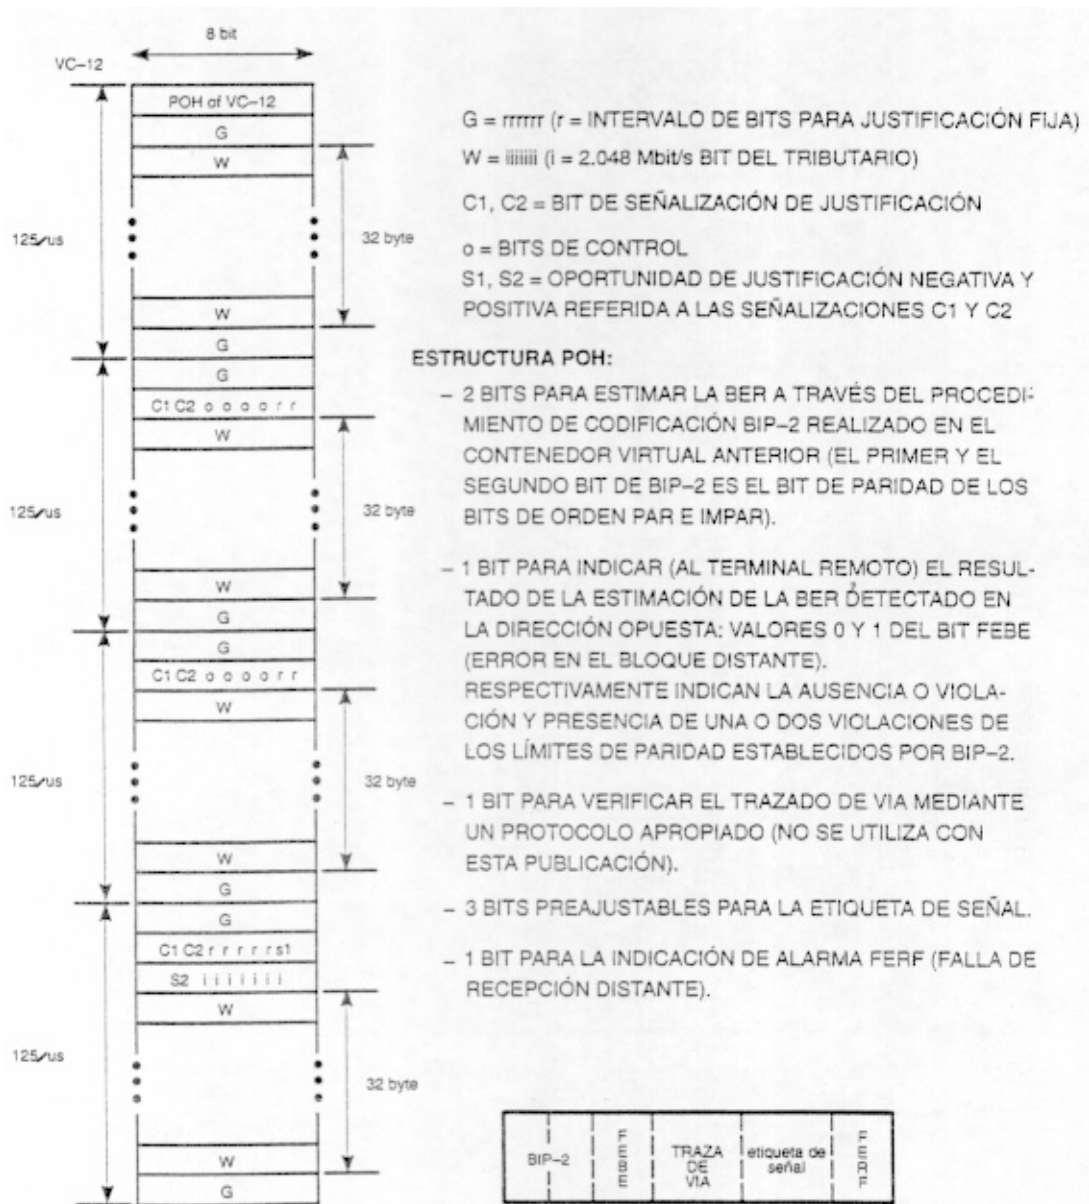 8 bit
VC–12
POH of VC–12
G
W
125/us
32 byte
W
G
G
C1 C2 o o o o r r
W
125/us
32 byte
W
G
G
C1 C2 o o o o r r
W
125/us
32 byte
W
G
G
C1 C2 r r r r r s1
S2 i i i i i i i
W
125/us
32 byte
W
G
G = rrrrrr (r = INTERVALO DE BITS PARA JUSTIFICACIÓN FIJA)
W = iiiiiiii (i = 2.048 Mbit/s BIT DEL TRIBUTARIO)
C1, C2 = BIT DE SEÑALIZACIÓN DE JUSTIFICACIÓN
o = BITS DE CONTROL
S1, S2 = OPORTUNIDAD DE JUSTIFICACIÓN NEGATIVA Y
POSITIVA REFERIDA A LAS SEÑALIZACIONES C1 Y C2
ESTRUCTURA POH:
– 2 BITS PARA ESTIMAR LA BER A TRAVÉS DEL PROCEDI-
MIENTO DE CODIFICACIÓN BIP–2 REALIZADO EN EL
CONTENEDOR VIRTUAL ANTERIOR (EL PRIMER Y EL
SEGUNDO BIT DE BIP–2 ES EL BIT DE PARIDAD DE LOS
BITS DE ORDEN PAR E IMPAR).
– 1 BIT PARA INDICAR (AL TERMINAL REMOTO) EL RESUL-
TADO DE LA ESTIMACIÓN DE LA BER DETECTADO EN
LA DIRECCIÓN OPUESTA: VALORES 0 Y 1 DEL BIT FEBE
(ERROR EN EL BLOQUE DISTANTE).
RESPECTIVAMENTE INDICAN LA AUSENCIA O VIOLA-
CIÓN Y PRESENCIA DE UNA O DOS VIOLACIONES DE
LOS LÍMITES DE PARIDAD ESTABLECIDOS POR BIP–2.
– 1 BIT PARA VERIFICAR EL TRAZADO DE VIA MEDIANTE
UN PROTOCOLO APROPIADO (NO SE UTILIZA CON
ESTA PUBLICACIÓN).
– 3 BITS PREAJUSTABLES PARA LA ETIQUETA DE SEÑAL.
– 1 BIT PARA LA INDICACIÓN DE ALARMA FERF (FALLA DE
RECEPCIÓN DISTANTE).
BIP–2
FEBE
TRAZA
DE
VIA
etiqueta de
señal
FERF